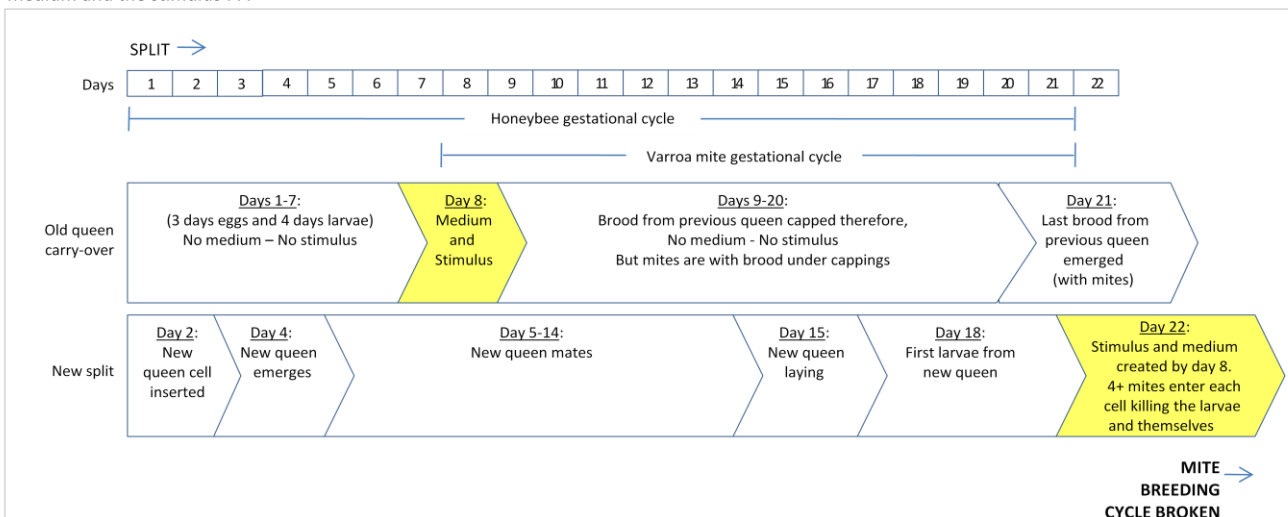 SPLIT
Days 1 2 3 4 5 6 7 8 9 10 11 12 13 14 15 16 17 18 19 20 21 22
Honeybee gestational cycle
Varroa mite gestational cycle
Old queen
carry-over
Days 1-7:
(3 days eggs and 4 days larvae)
No medium – No stimulus
Day 8:
Medium
and
Stimulus
Days 9-20:
Brood from previous queen capped therefore,
No medium - No stimulus
But mites are with brood under cappings
Day 21:
Last brood from
previous queen
emerged
(with mites)
New split
Day 2:
New
queen cell
inserted
Day 4:
New queen
emerges
Day 5-14:
New queen mates
Day 15:
New queen
laying
Day 18:
First larvae from
new queen
Day 22:
Stimulus and medium
created by day 8.
4+ mites enter each
cell killing the larvae
and themselves
MITE
BREEDING
CYCLE BROKEN